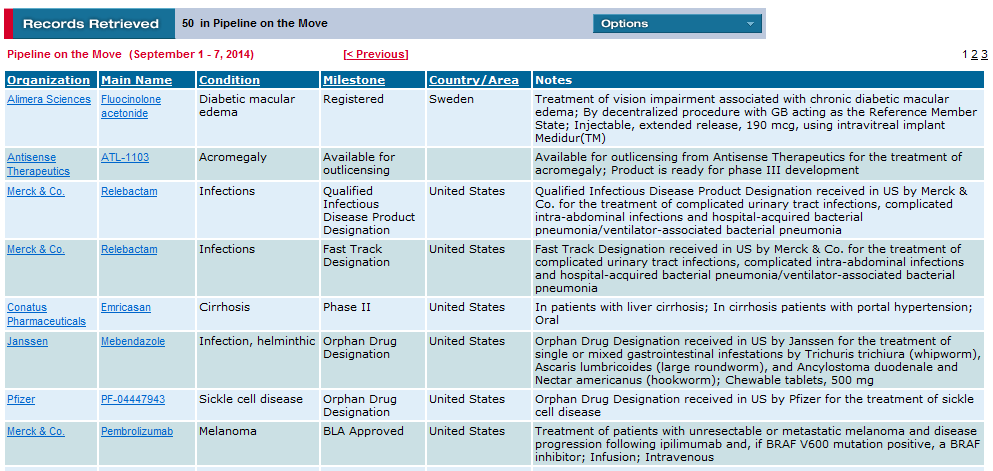 Records Retrieved 50 in Pipeline on the Move Options
Pipeline on the Move (September 1 - 7, 2014) [< Previous] 1 2 3
Organization Main Name Condition Milestone Country/Area Notes
Alimera Sciences Fluocinolone Diabetic macular Registered Sweden Treatment of vision impairment associated with chronic diabetic macular
acetonide edema edema; By decentralized procedure with GB acting as the Reference Member
State; Injectable, extended release, 190 mcg, using intravitreal implant
Medidur(TM)
Antisense ATL-1103 Acromegaly Available for Available for outlicensing from Antisense Therapeutics for the treatment of
Therapeutics outlicensing acromegaly; Product is ready for phase III development
Merck & Co. Relebactam Infections Qualified United States Qualified Infectious Disease Product Designation received in US by Merck &
Infectious Co. for the treatment of complicated urinary tract infections, complicated
Disease Product intra-abdominal infections and hospital-acquired bacterial
Designation pneumonia/ventilator-associated bacterial pneumonia
Merck & Co. Relebactam Infections Fast Track United States Fast Track Designation received in US by Merck & Co. for the treatment of
Designation complicated urinary tract infections, complicated intra-abdominal infections
and hospital-acquired bacterial pneumonia/ventilator-associated bacterial
pneumonia
Conatus Emricasan Cirrhosis Phase II United States In patients with liver cirrhosis; In cirrhosis patients with portal hypertension;
Pharmaceuticals Oral
Janssen Mebendazole Infection, helminthic Orphan Drug United States Orphan Drug Designation received in US by Janssen for the treatment of
Designation single or mixed gastrointestinal infestations by Trichuris trichiura (whipworm),
Ascaris lumbricoides (large roundworm), and Ancylostoma duodenale and
Nectar americanus (hookworm); Chewable tablets, 500 mg
Pfizer PF-04447943 Sickle cell disease Orphan Drug United States Orphan Drug Designation received in US by Pfizer for the treatment of sickle
Designation cell disease
Merck & Co. Pembrolizumab Melanoma BLA Approved United States Treatment of patients with unresectable or metastatic melanoma and disease
progression following ipilimumab and, if BRAF V600 mutation positive, a BRAF
inhibitor; Infusion; Intravenous